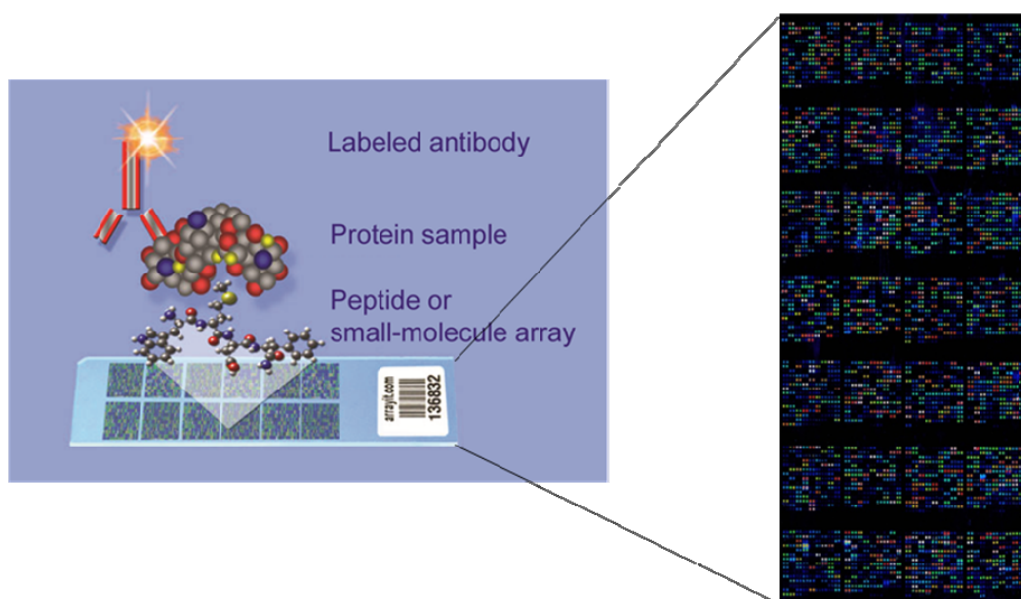 Labeled antibody
Protein sample
Peptide or
small-molecule array
arrayit.com
136832